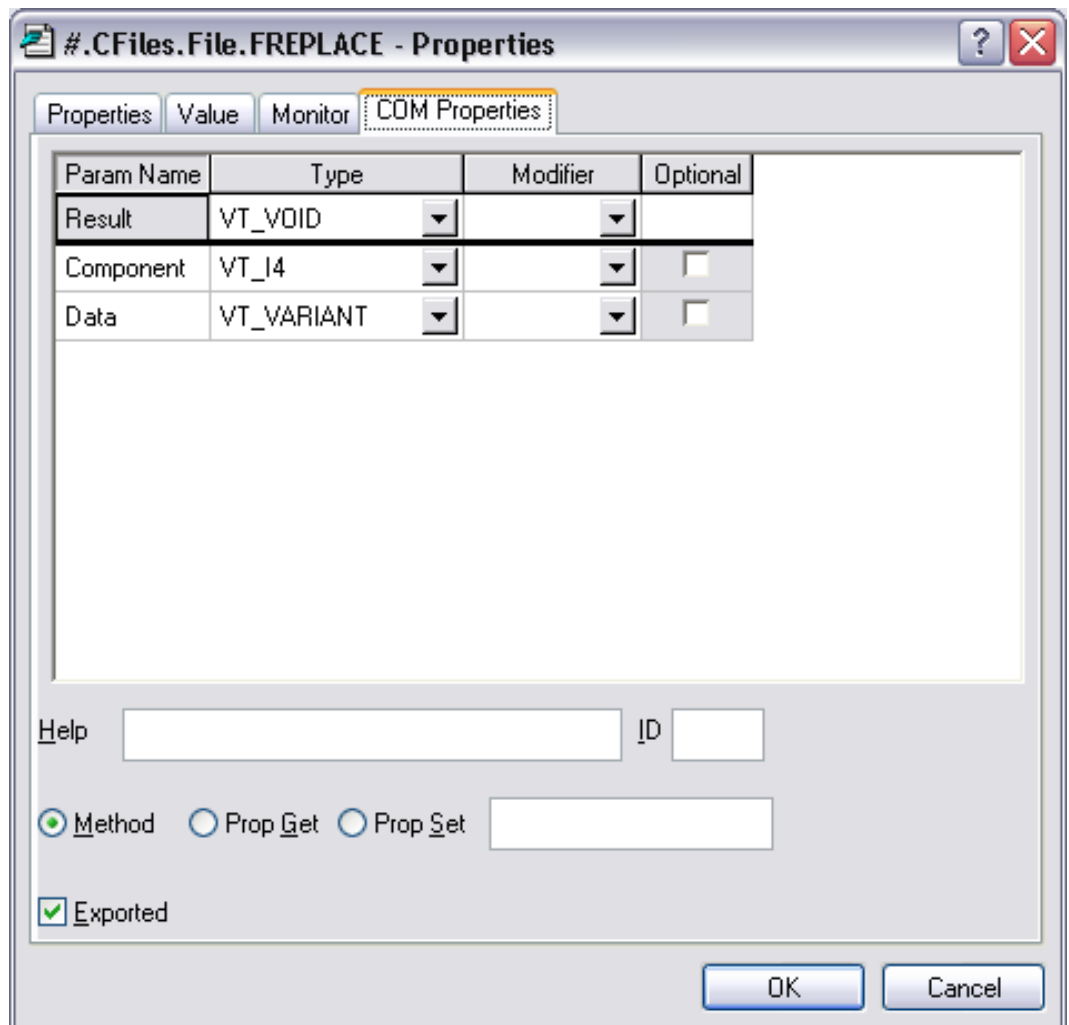 #.CFiles.File.FREPLACE - Properties
Properties Value Monitor COM Properties
Param Name Type Modifier Optional
Result VT_VOID
Component VT_I4
Data VT_VARIANT
Help ID
Method Prop Get Prop Set
Exported
OK Cancel